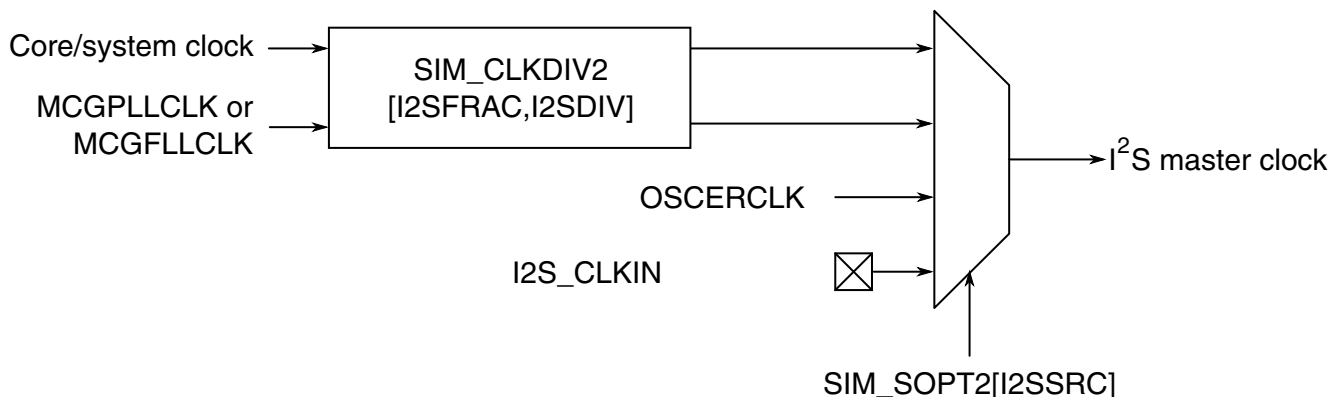 Core/system clock
SIM_CLKDIV2
[I2SFRAC,I2SDIV]
MCGPLLCLK or
MCGFLLCLK
I²S master clock
OSCERCLK
I2S_CLKIN
SIM_SOPT2[I2SSRC]